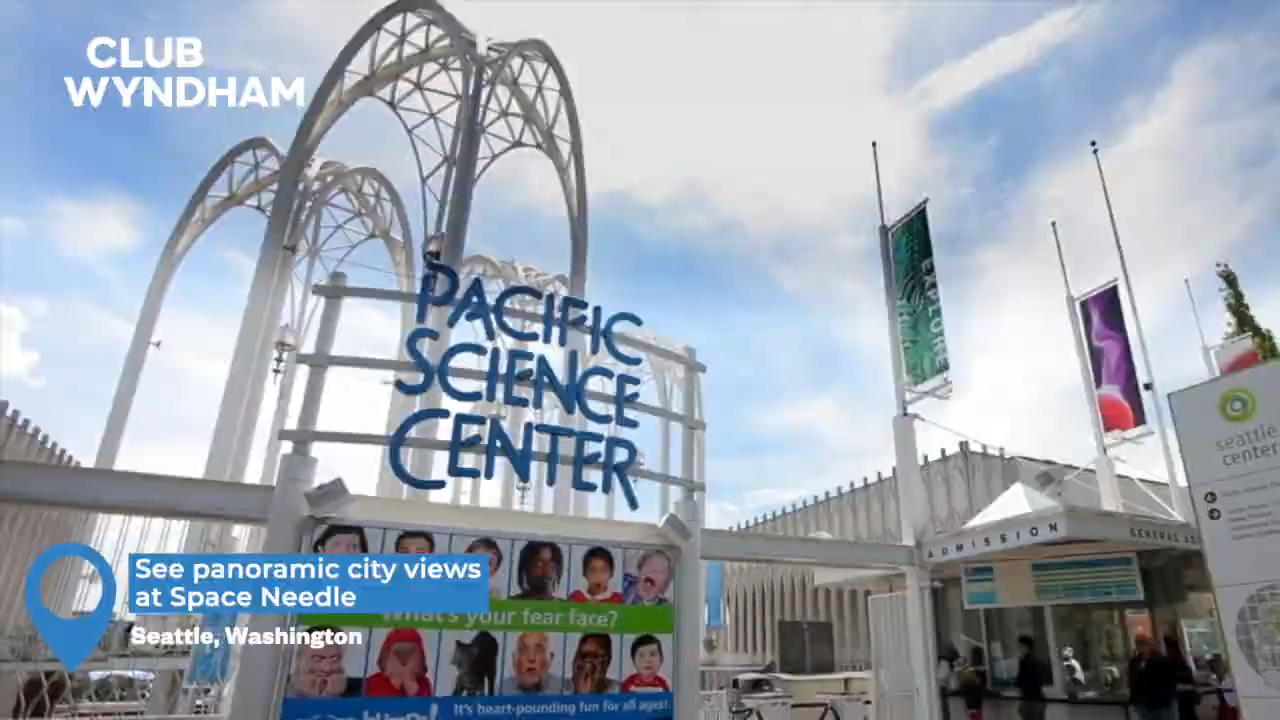 CLUB
WYNDHAM
PACIFIC
SCIENCE
CENTER
EXPLORE
seattle
center
ADMISSION
GENERAL
See panoramic city views
at Space Needle
Seattle, Washington
What's your fear face?
It's heart-pounding fun for all ages!